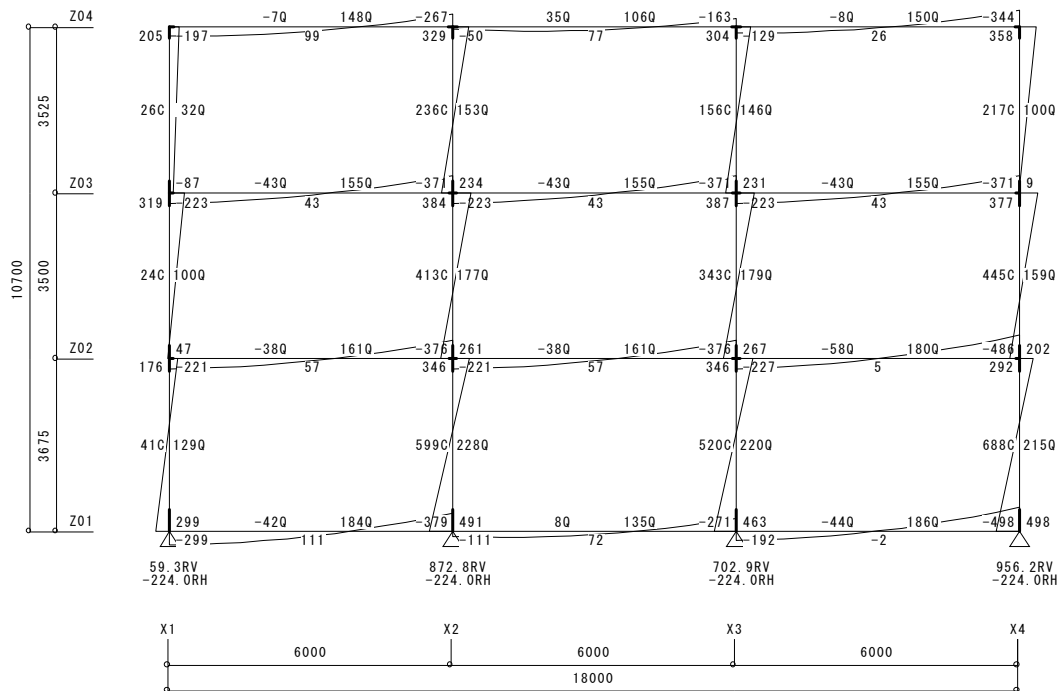 Z04 -7Q 148Q -267 35Q 106Q -163 -8Q 150Q -344
205 -197 99 329 -50 77 304 -129 26 358
3525 26C 32Q 236C 153Q 156C 146Q 217C 100Q
Z03 -87 -43Q 155Q -371 234 -43Q 155Q -371 231 -43Q 155Q -371 9
319 -223 43 384 -223 43 387 -223 43 377
10700 3500 24C 100Q 413C 177Q 343C 179Q 445C 159Q
Z02 47 -38Q 161Q -376 261 -38Q 161Q -376 267 -58Q 180Q -486 202
176 -221 57 346 -221 57 346 -227 5 292
3675 41C 129Q 599C 228Q 520C 220Q 688C 215Q
Z01 299 -42Q 184Q -379 491 8Q 135Q -271 463 -44Q 186Q -498 498
-299 111 -111 72 -192 -2
59.3RV 872.8RV 702.9RV 956.2RV
-224.0RH -224.0RH -224.0RH -224.0RH
X1 X2 X3 X4
6000 6000 6000
18000